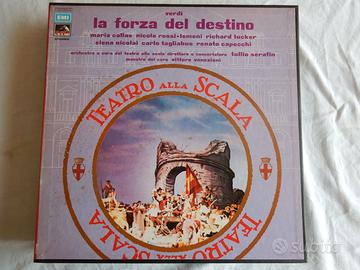 EMI
verdi
la forza del destino
maria callas nicola rossi-lemeni richard tucker
elena nicolai carlo tagliabue renato capecchi
orchestra e coro del teatro alla scala direttore e concertatore tullio serafin
maestro del coro vittore veneziani
TEATRO ALLA SCALA
TEATRO ALLA SCALA
Subito